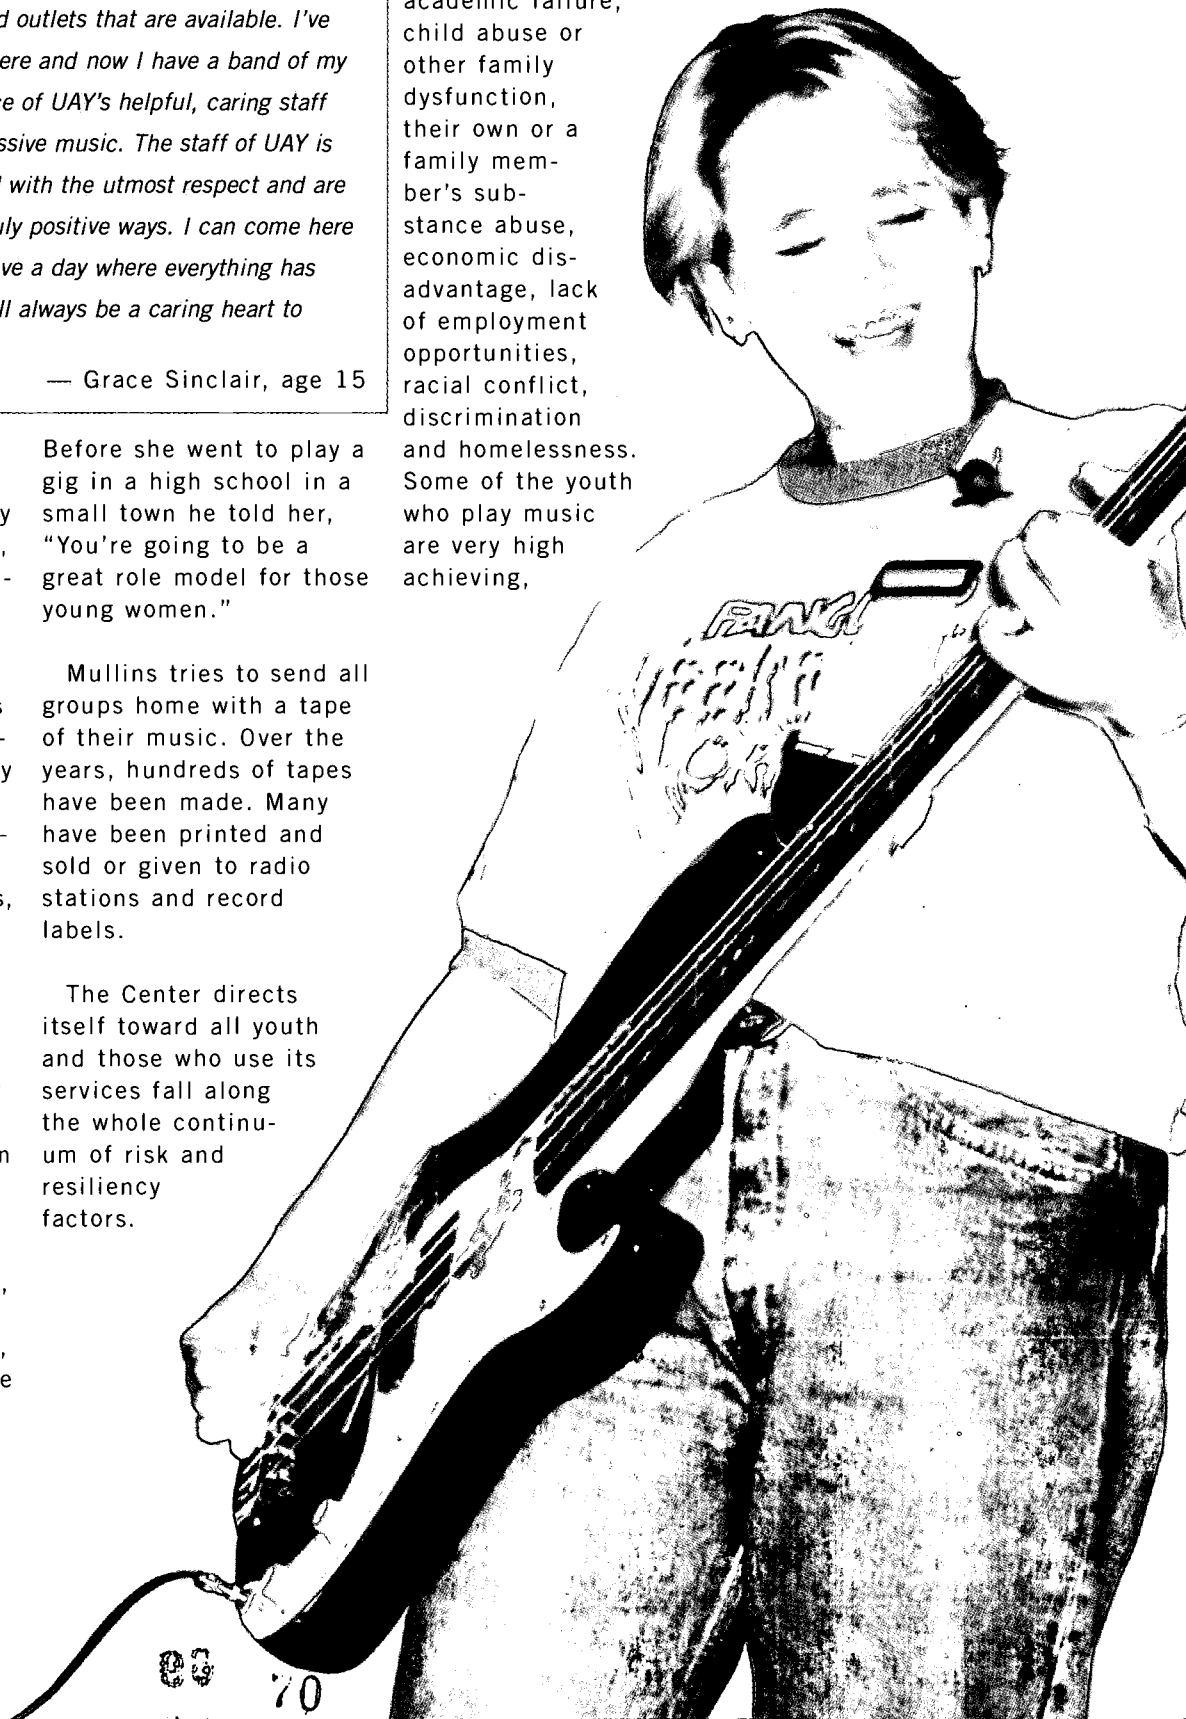 d outlets that are available. I've
ere and now I have a band of my
e of UAY's helpful, caring staff
ssive music. The staff of UAY is
with the utmost respect and are
uly positive ways. I can come here
ve a day where everything has
ll always be a caring heart to
— Grace Sinclair, age 15
y
,
-
s
-
y
-
s,
n
,
,
e
Before she went to play a
gig in a high school in a
small town he told her,
“You're going to be a
great role model for those
young women.”
Mullins tries to send all
groups home with a tape
of their music. Over the
years, hundreds of tapes
have been made. Many
have been printed and
sold or given to radio
stations and record
labels.
The Center directs
itself toward all youth
and those who use its
services fall along
the whole continu-
um of risk and
resiliency
factors.
academic failure,
child abuse or
other family
dysfunction,
their own or a
family mem-
ber's sub-
stance abuse,
economic dis-
advantage, lack
of employment
opportunities,
racial conflict,
discrimination
and homelessness.
Some of the youth
who play music
are very high
achieving,
70